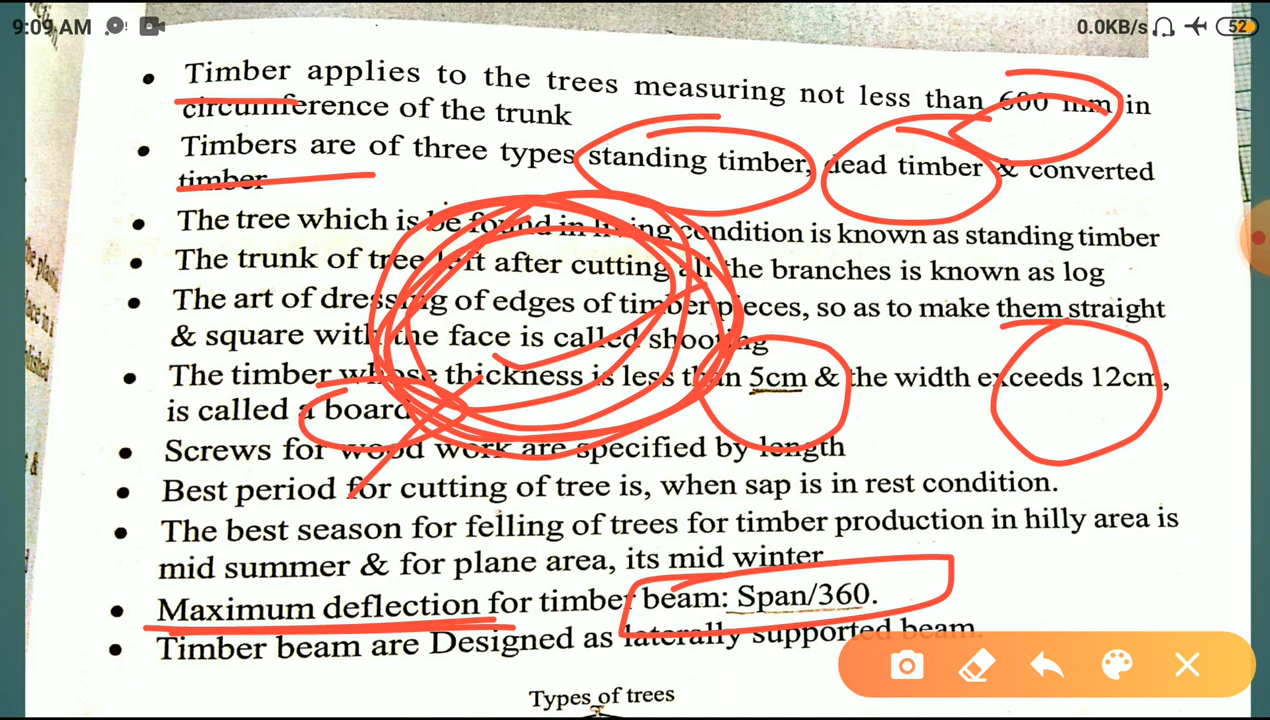 9:09 AM
0.0KB/s
52
• Timber applies to the trees measuring not less than 600 mm in
circumference of the trunk
• Timbers are of three types standing timber, dead timber & converted
timber
• The tree which is be found in living condition is known as standing timber
• The trunk of tree left after cutting all the branches is known as log
• The art of dressing of edges of timber pieces, so as to make them straight
& square with the face is called shooting
• The timber whose thickness is less than 5cm & the width exceeds 12cm,
is called a board
• Screws for wood work are specified by length
• Best period for cutting of tree is, when sap is in rest condition.
• The best season for felling of trees for timber production in hilly area is
mid summer & for plane area, its mid winter
• Maximum deflection for timber beam: Span/360.
• Timber beam are Designed as laterally supported beam.
Types of trees